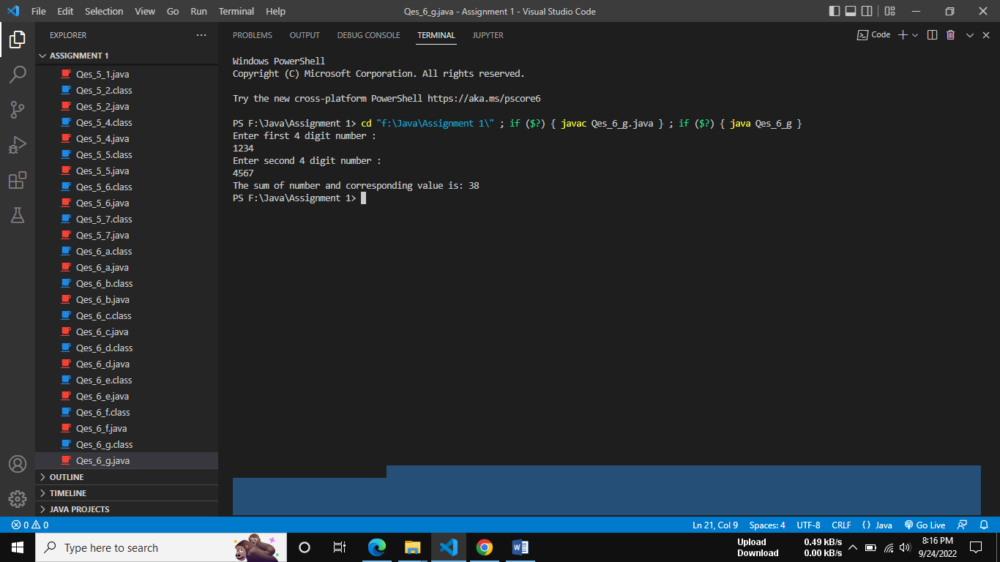 File Edit Selection View Go Run Terminal Help
Qes_6_g.java - Assignment 1 - Visual Studio Code
EXPLORER
ASSIGNMENT 1
Qes_5_1.java
Qes_5_2.class
Qes_5_2.java
Qes_5_4.class
Qes_5_4.java
Qes_5_5.class
Qes_5_5.java
Qes_5_6.class
Qes_5_6.java
Qes_5_7.class
Qes_5_7.java
Qes_6_a.class
Qes_6_a.java
Qes_6_b.class
Qes_6_b.java
Qes_6_c.class
Qes_6_c.java
Qes_6_d.class
Qes_6_d.java
Qes_6_e.class
Qes_6_e.java
Qes_6_f.class
Qes_6_f.java
Qes_6_g.class
Qes_6_g.java
OUTLINE
TIMELINE
JAVA PROJECTS
PROBLEMS OUTPUT DEBUG CONSOLE TERMINAL JUPYTER
Code
Windows PowerShell
Copyright (C) Microsoft Corporation. All rights reserved.
Try the new cross-platform PowerShell https://aka.ms/pscore6
PS F:\Java\Assignment 1> cd "f:\Java\Assignment 1\" ; if ($?) { javac Qes_6_g.java } ; if ($?) { java Qes_6_g }
Enter first 4 digit number :
1234
Enter second 4 digit number :
4567
The sum of number and corresponding value is: 38
PS F:\Java\Assignment 1>
0 0
Ln 21, Col 9 Spaces: 4 UTF-8 CRLF {} Java Go Live
Type here to search
Upload 0.49 kB/s
Download 0.00 kB/s
8:16 PM
9/24/2022